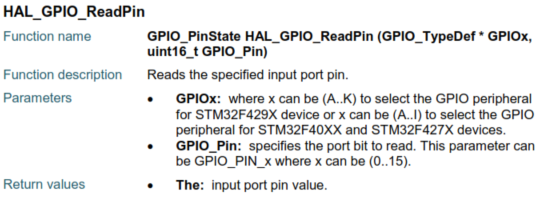 HAL_GPIO_ReadPin
Function name GPIO_PinState HAL_GPIO_ReadPin (GPIO_TypeDef * GPIOx,
uint16_t GPIO_Pin)
Function description Reads the specified input port pin.
Parameters • GPIOx: where x can be (A..K) to select the GPIO peripheral
for STM32F429X device or x can be (A..I) to select the GPIO
peripheral for STM32F40XX and STM32F427X devices.
• GPIO_Pin: specifies the port bit to read. This parameter can
be GPIO_PIN_x where x can be (0..15).
Return values • The: input port pin value.